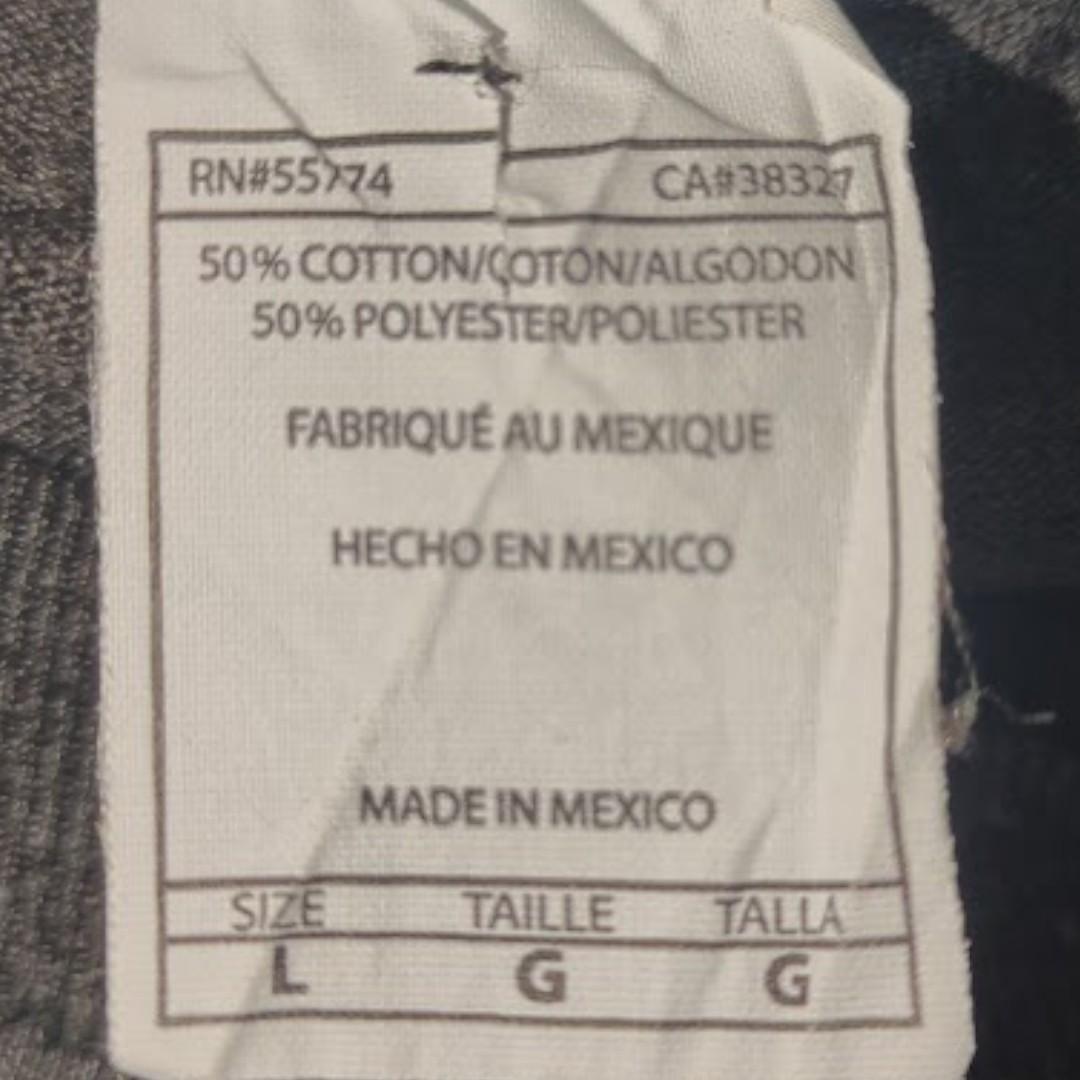 RN#55774 CA#38327
50% COTTON/COTON/ALGODON
50% POLYESTER/POLIESTER
FABRIQUÉ AU MEXIQUE
HECHO EN MEXICO
MADE IN MEXICO
SIZE TAILLE TALLA
L G G